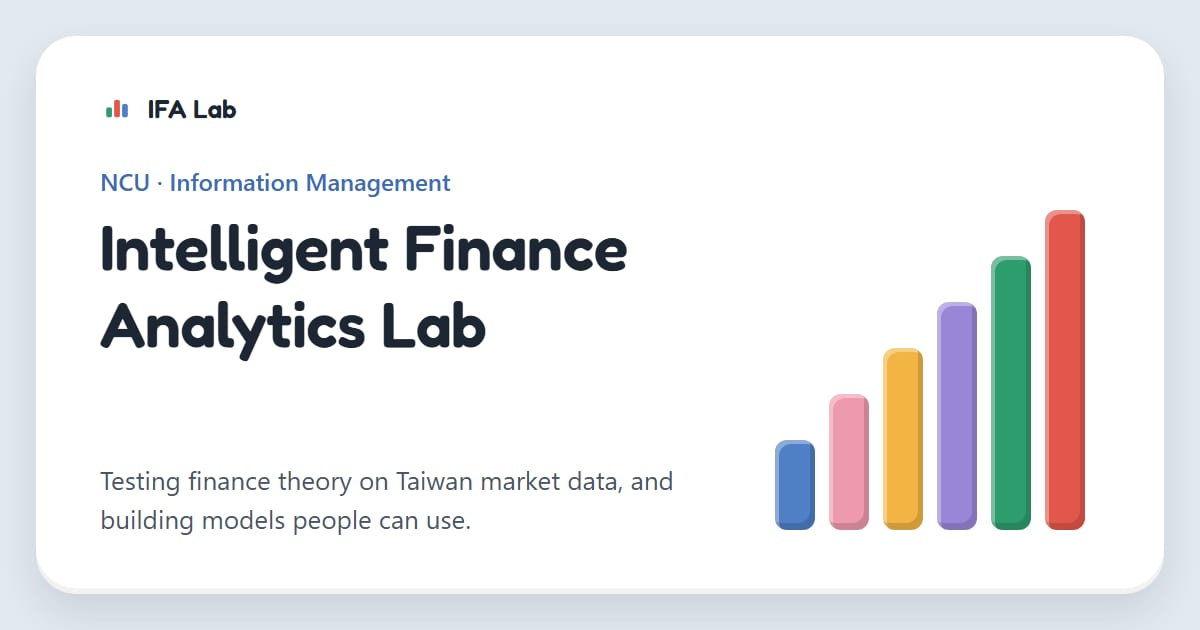 IFA Lab
NCU · Information Management
Intelligent Finance
Analytics Lab
Testing finance theory on Taiwan market data, and
building models people can use.